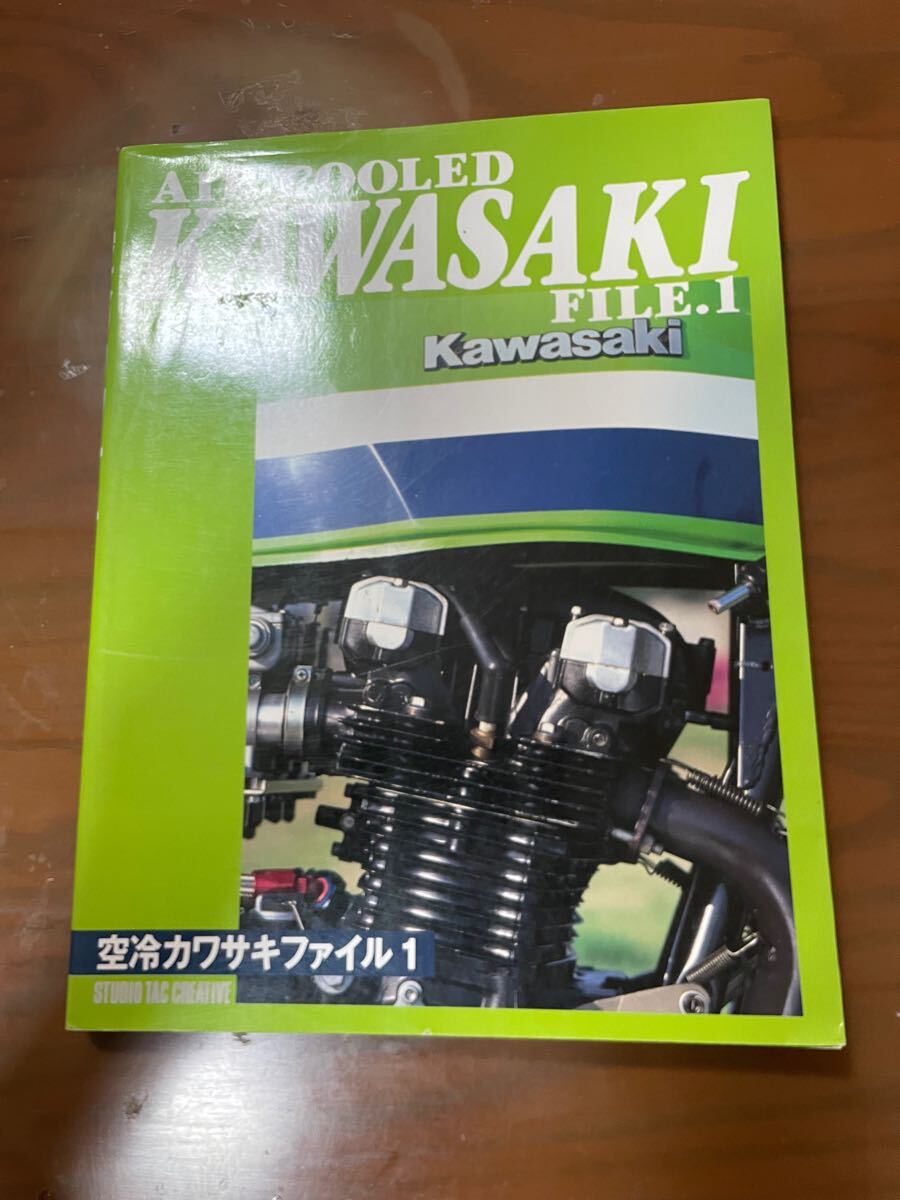 AIR COOLED
KAWASAKI
FILE.1
Kawasaki
空冷カワサキファイル1
STUDIO TAC CREATIVE